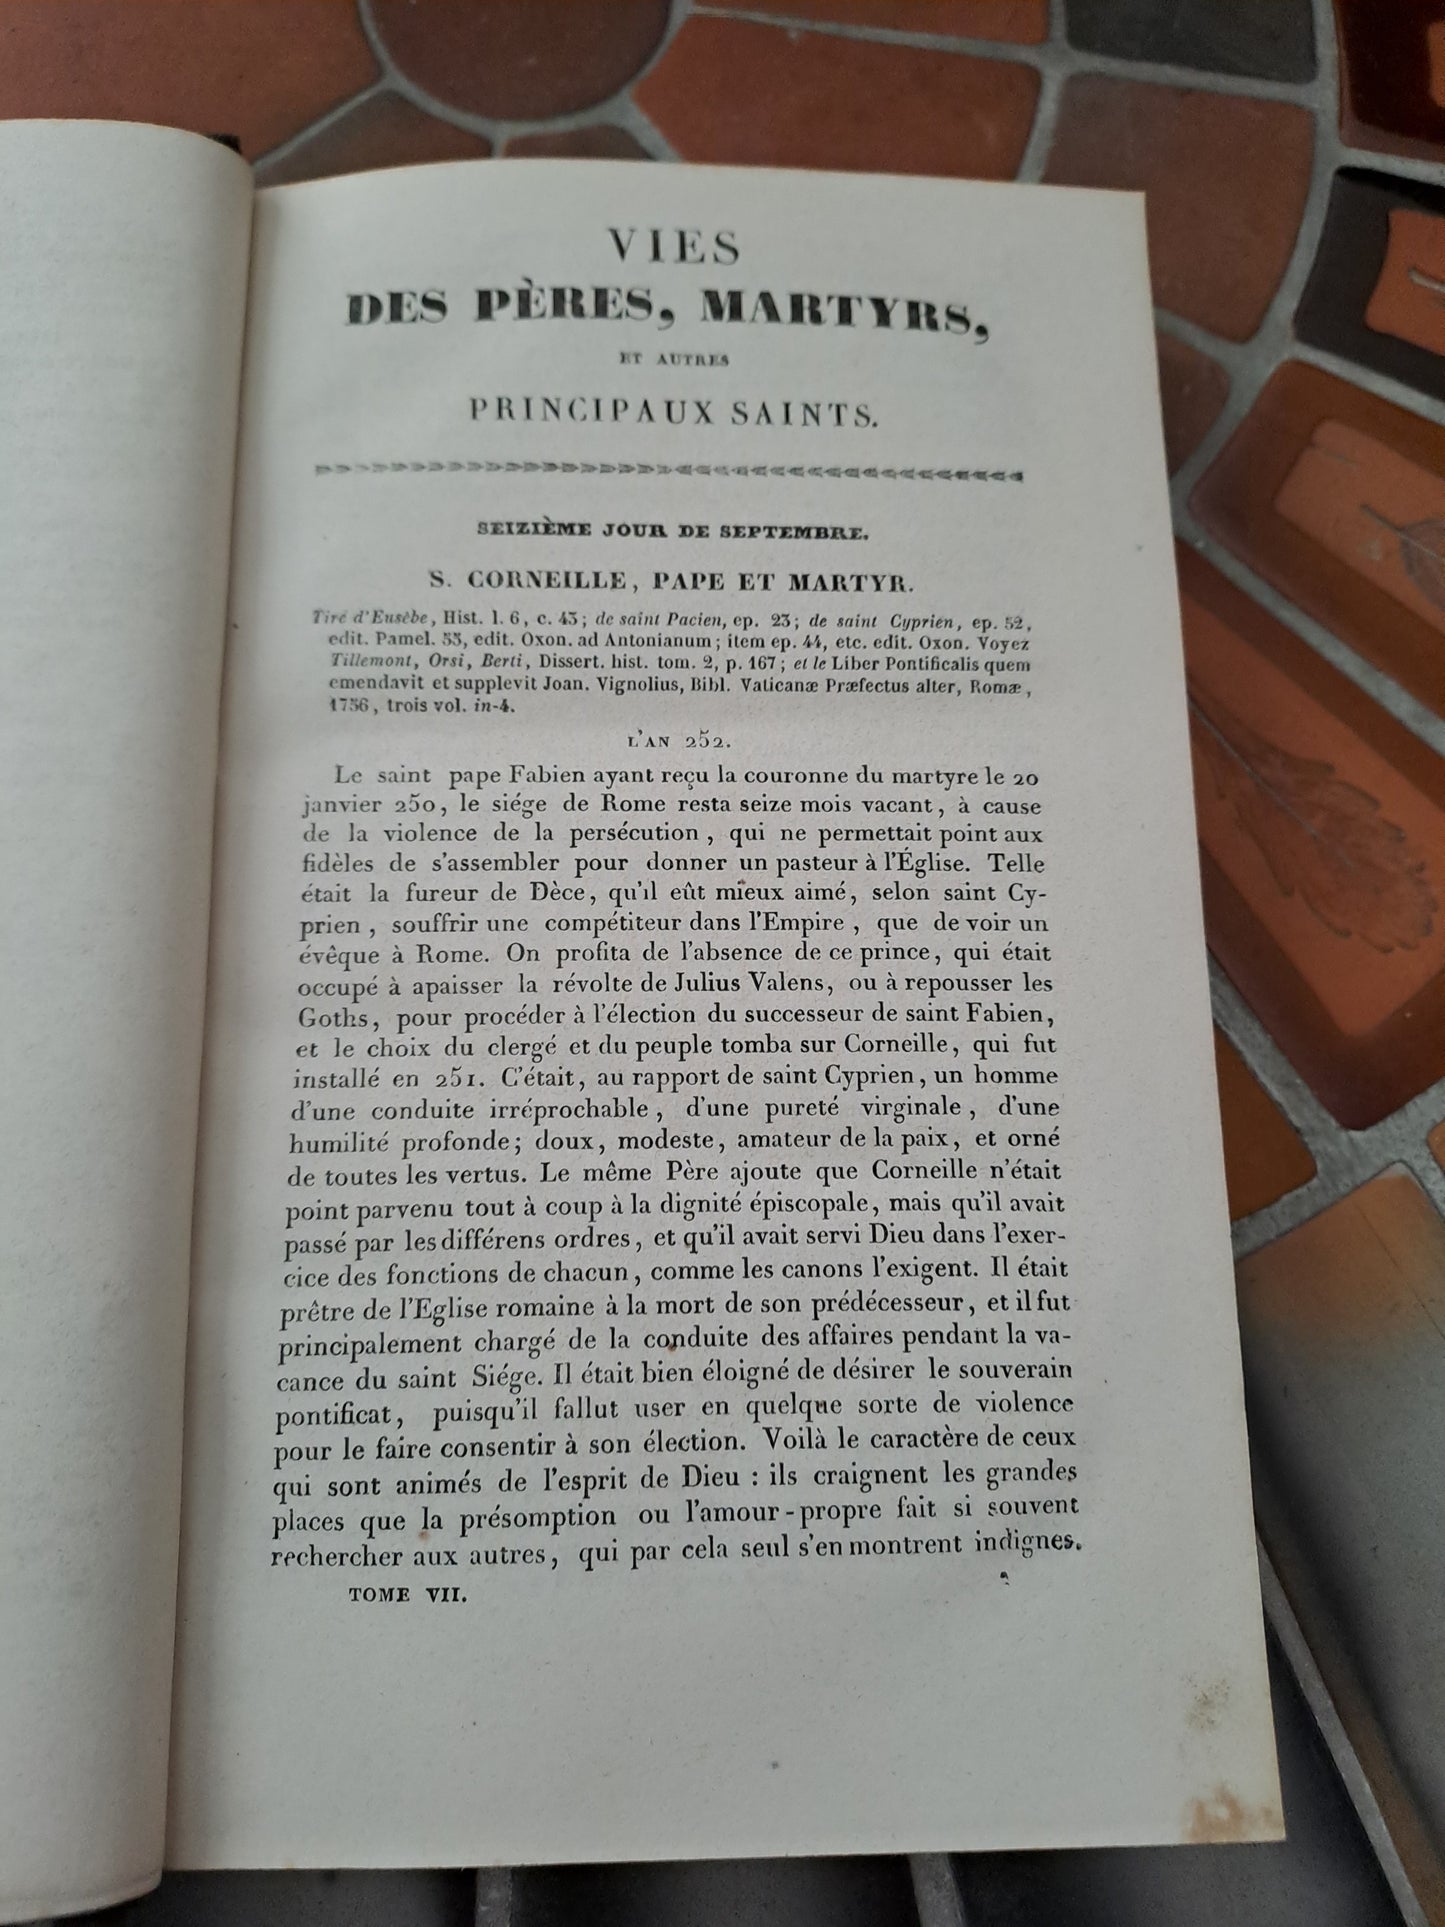 VIES
DES PÈRES, MARTYRS,
ET AUTRES
PRINCIPAUX SAINTS.
SEIZIÈME JOUR DE SEPTEMBRE.
S. CORNEILLE, PAPE ET MARTYR.
Tiré d'Eusèbe, Hist. l. 6, c. 43; de saint Pacien, ep. 23; de saint Cyprien, ep. 52,
edit. Pamel. 55, edit. Oxon. ad Antonianum; item ep. 44, etc. edit. Oxon. Voyez
Tillemont, Orsi, Berti, Dissert. hist. tom. 2, p. 167; et le Liber Pontificalis quem
emendavit et supplevit Joan. Vignolius, Bibl. Vaticanæ Præfectus alter, Romæ,
1756, trois vol. in-4.
L'AN 252.
Le saint pape Fabien ayant reçu la couronne du martyre le 20
janvier 250, le siége de Rome resta seize mois vacant, à cause
de la violence de la persécution, qui ne permettait point aux
fidèles de s'assembler pour donner un pasteur à l'Église. Telle
était la fureur de Dèce, qu'il eût mieux aimé, selon saint Cy-
prien, souffrir une compétiteur dans l'Empire, que de voir un
évêque à Rome. On profita de l'absence de ce prince, qui était
occupé à apaisser la révolte de Julius Valens, ou à repousser les
Goths, pour procéder à l'élection du successeur de saint Fabien,
et le choix du clergé et du peuple tomba sur Corneille, qui fut
installé en 251. C'était, au rapport de saint Cyprien, un homme
d'une conduite irréprochable, d'une pureté virginale, d'une
humilité profonde; doux, modeste, amateur de la paix, et orné
de toutes les vertus. Le même Père ajoute que Corneille n'était
point parvenu tout à coup à la dignité épiscopale, mais qu'il avait
passé par les différens ordres, et qu'il avait servi Dieu dans l'exer-
cice des fonctions de chacun, comme les canons l'exigent. Il était
prêtre de l'Eglise romaine à la mort de son prédécesseur, et il fut
principalement chargé de la conduite des affaires pendant la va-
cance du saint Siége. Il était bien éloigné de désirer le souverain
pontificat, puisqu'il fallut user en quelque sorte de violence
pour le faire consentir à son élection. Voilà le caractère de ceux
qui sont animés de l'esprit de Dieu : ils craignent les grandes
places que la présomption ou l'amour-propre fait si souvent
rechercher aux autres, qui par cela seul s'en montrent indignes.
TOME VII.